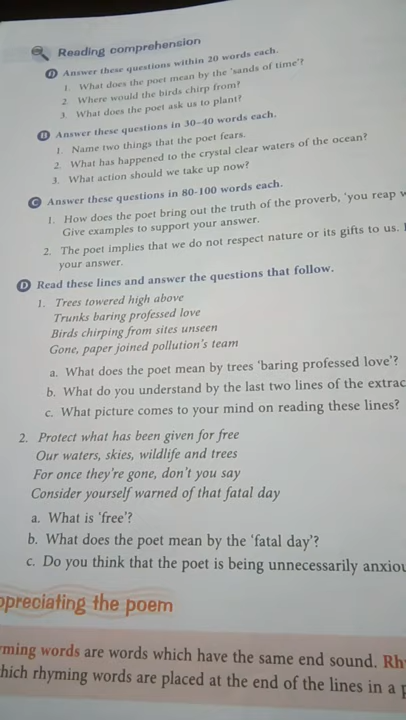 Reading comprehension
A Answer these questions within 20 words each.
1. What does the poet mean by the 'sands of time'?
2. Where would the birds chirp from?
3. What does the poet ask us to plant?
B Answer these questions in 30–40 words each.
1. Name two things that the poet fears.
2. What has happened to the crystal clear waters of the ocean?
3. What action should we take up now?
C Answer these questions in 80-100 words each.
1. How does the poet bring out the truth of the proverb, 'you reap
Give examples to support your answer.
2. The poet implies that we do not respect nature or its gifts to us.
your answer.
D Read these lines and answer the questions that follow.
1. Trees towered high above
Trunks baring professed love
Birds chirping from sites unseen
Gone, paper joined pollution's team
a. What does the poet mean by trees 'baring professed love'?
b. What do you understand by the last two lines of the extrac
c. What picture comes to your mind on reading these lines?
2. Protect what has been given for free
Our waters, skies, wildlife and trees
For once they're gone, don't you say
Consider yourself warned of that fatal day
a. What is 'free'?
b. What does the poet mean by the 'fatal day'?
c. Do you think that the poet is being unnecessarily anxiou
ppreciating the poem
ming words are words which have the same end sound. Rh
hich rhyming words are placed at the end of the lines in a p